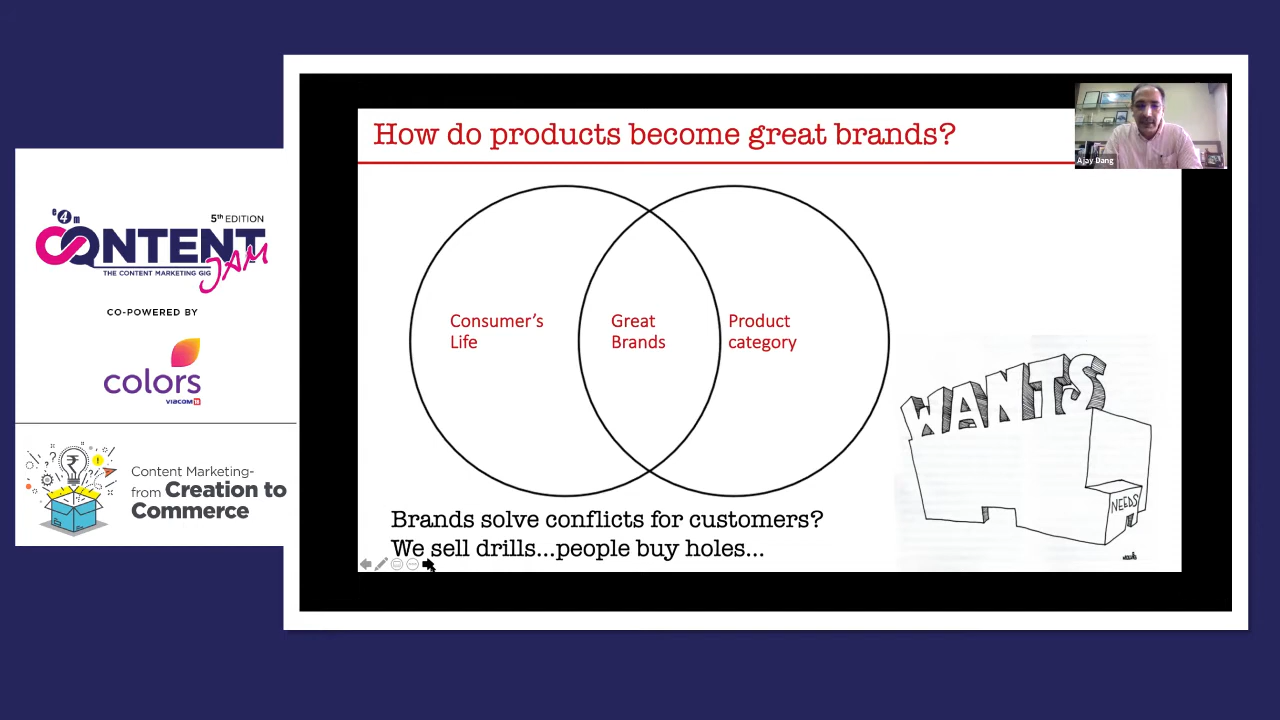 e4m
5TH EDITION
CONTENT
JAM
THE CONTENT MARKETING GIG
CO-POWERED BY
colors
VIACOM18
Content Marketing-
from Creation to
Commerce
How do products become great brands?
Ajay Dang
Consumer's
Life
Great
Brands
Product
category
WANTS
NEEDS
Brands solve conflicts for customers?
We sell drills...people buy holes...